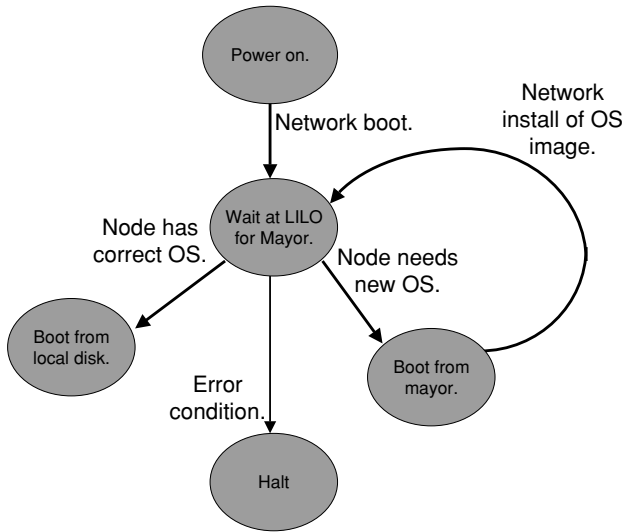 Power on.
Network boot.
Network
install of OS
image.
Wait at LILO
for Mayor.
Node has
correct OS.
Node needs
new OS.
Boot from
local disk.
Boot from
mayor.
Error
condition.
Halt